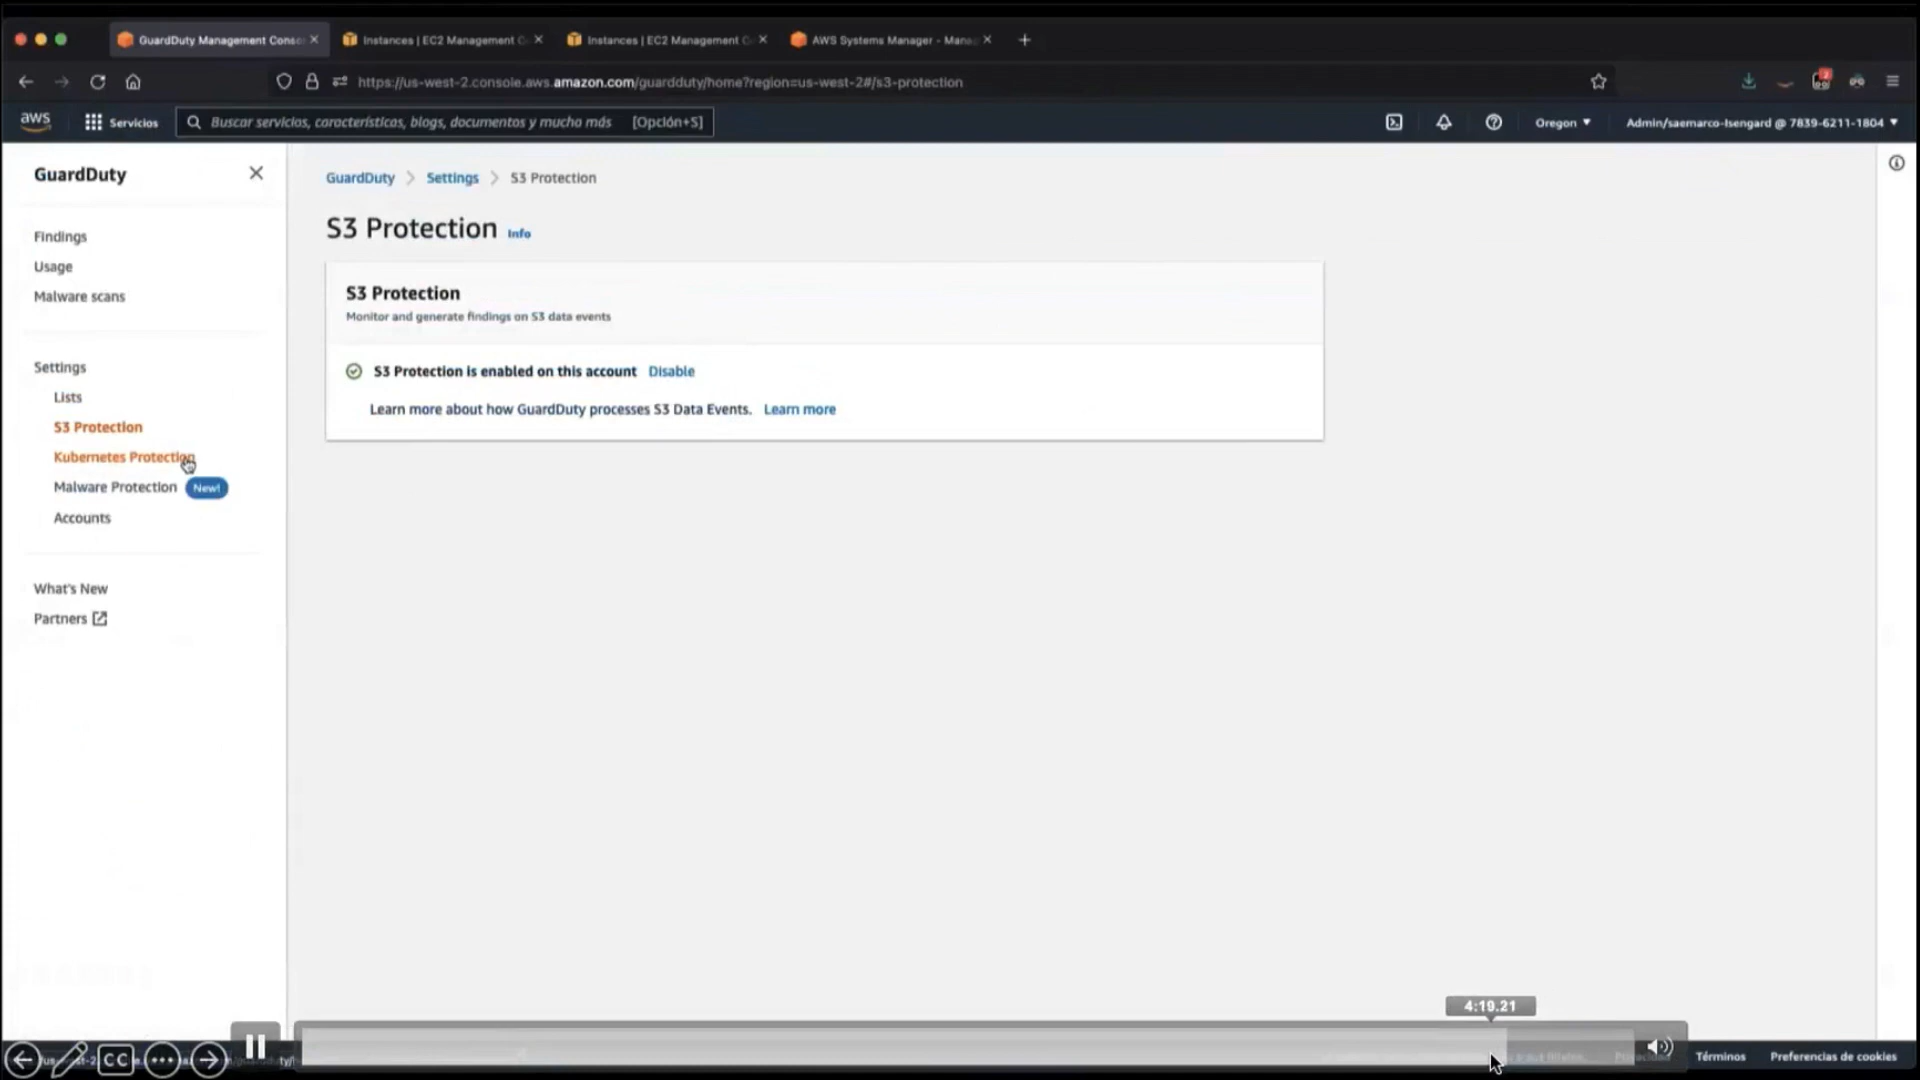 GuardDuty Management Conso
Instances | EC2 Management C
Instances | EC2 Management C
AWS Systems Manager - Mana
https://us-west-2.console.aws.amazon.com/guardduty/home?region=us-west-2#/s3-protection
2
aws
Servicios
Buscar servicios, características, blogs, documentos y mucho más
[Opción+S]
Oregon
Admin/saemarco-Isengard @ 7839-6211-1804
GuardDuty
Findings
Usage
Malware scans
Settings
Lists
S3 Protection
Kubernetes Protection
Malware Protection New!
Accounts
What's New
Partners
GuardDuty > Settings > S3 Protection
S3 Protection Info
S3 Protection
Monitor and generate findings on S3 data events
S3 Protection is enabled on this account Disable
Learn more about how GuardDuty processes S3 Data Events. Learn more
4:19.21
CC
Términos
Preferencias de cookies